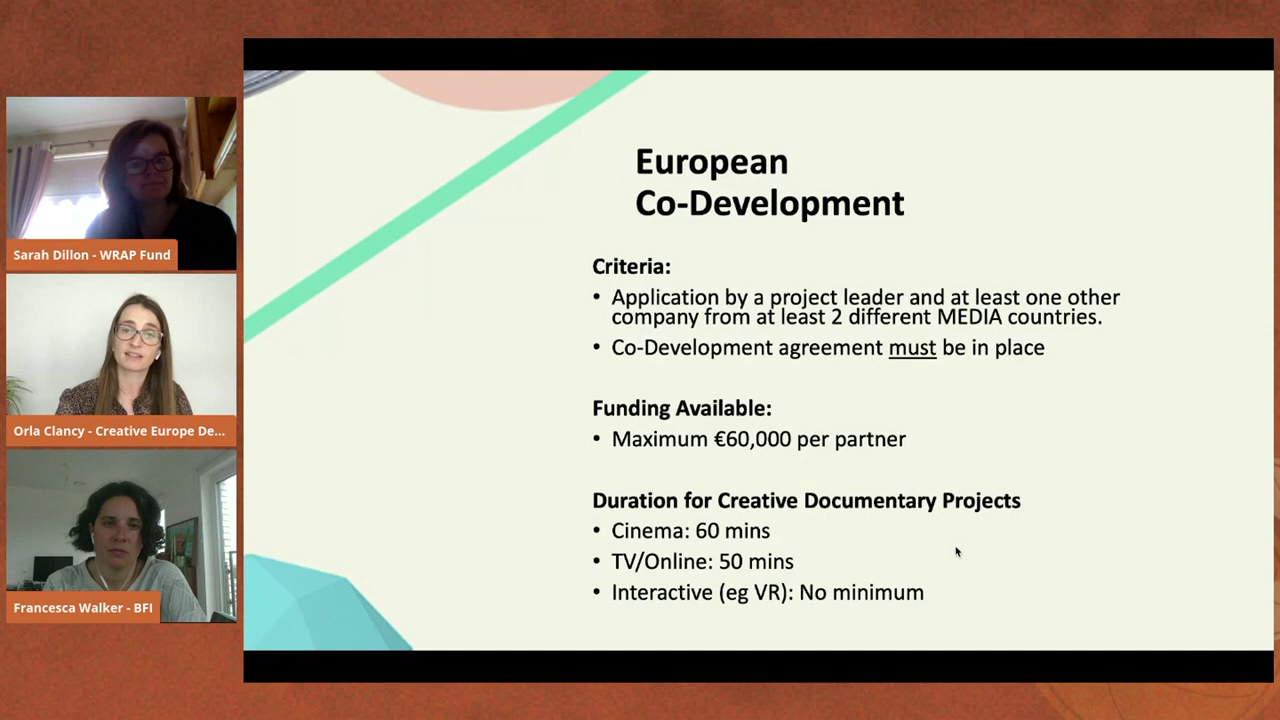 Sarah Dillon - WRAP Fund
Orla Clancy - Creative Europe De...
Francesca Walker - BFI
European
Co-Development
Criteria:
• Application by a project leader and at least one other
company from at least 2 different MEDIA countries.
• Co-Development agreement must be in place
Funding Available:
• Maximum €60,000 per partner
Duration for Creative Documentary Projects
• Cinema: 60 mins
• TV/Online: 50 mins
• Interactive (eg VR): No minimum